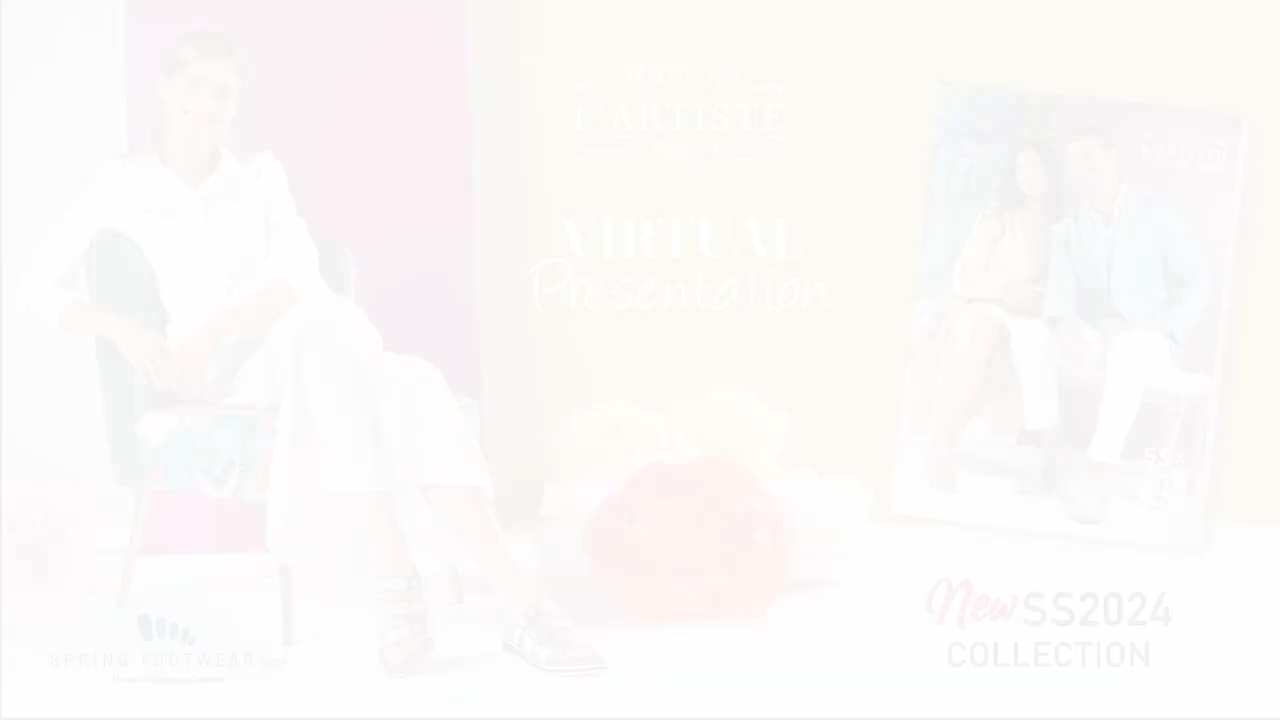 L'ARTISTE
VIRTUAL
Presentation
New SS2024
COLLECTION
SPRING FOOTWEAR